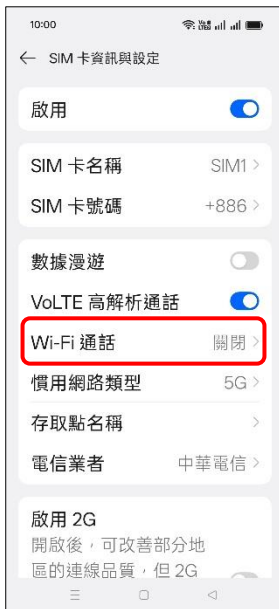 10:00
← SIM 卡資訊與設定
啟用
SIM 卡名稱 SIM1 >
SIM 卡號碼 +886 >
數據漫遊
VoLTE 高解析通話
Wi-Fi 通話 關閉 >
慣用網路類型 5G >
存取點名稱 >
電信業者 中華電信 >
啟用 2G
開啟後，可改善部分地
區的連線品質，但 2G